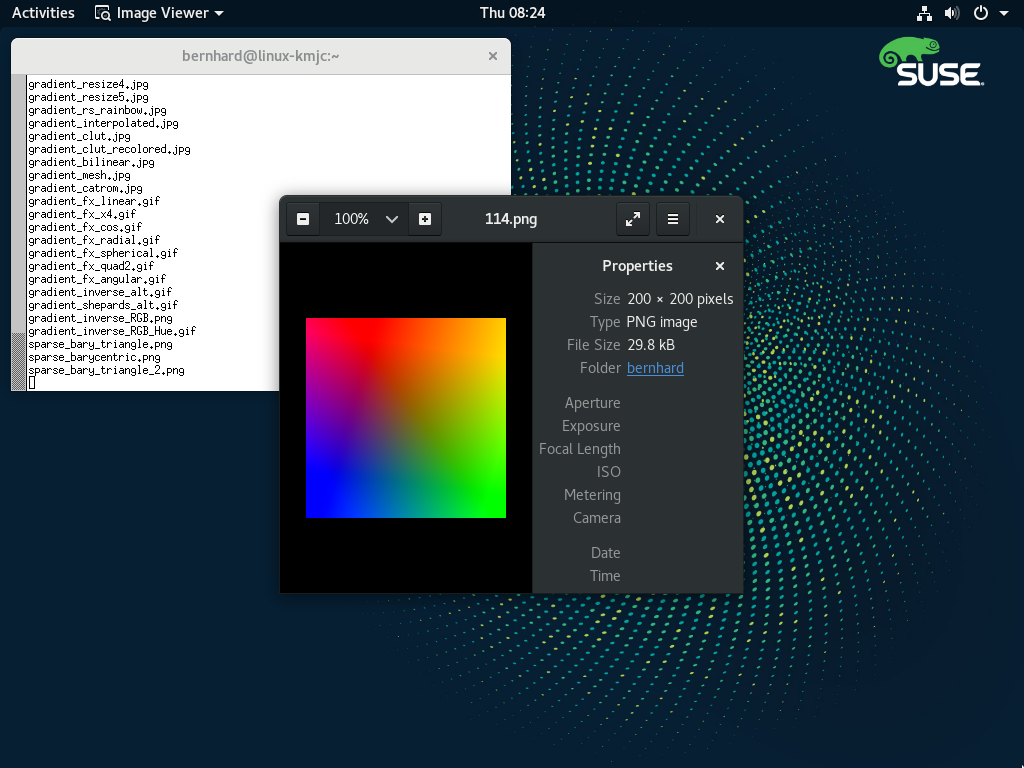 Activities Image Viewer Thu 08:24
SUSE
bernhard@linux-kmjc:~
gradient_resize4.jpg
gradient_resize5.jpg
gradient_rs_rainbow.jpg
gradient_interpolated.jpg
gradient_clut.jpg
gradient_clut_recolored.jpg
gradient_bilinear.jpg
gradient_mesh.jpg
gradient_catrom.jpg
gradient_fx_linear.gif
gradient_fx_x4.gif
gradient_fx_cos.gif
gradient_fx_radial.gif
gradient_fx_spherical.gif
gradient_fx_quad2.gif
gradient_fx_angular.gif
gradient_inverse_alt.gif
gradient_shepards_alt.gif
gradient_inverse_RGB.png
gradient_inverse_RGB_Hue.gif
sparse_bary_triangle.png
sparse_barycentric.png
sparse_bary_triangle_2.png
100% 114.png
Properties
Size 200 × 200 pixels
Type PNG image
File Size 29.8 kB
Folder bernhard
Aperture
Exposure
Focal Length
ISO
Metering
Camera
Date
Time